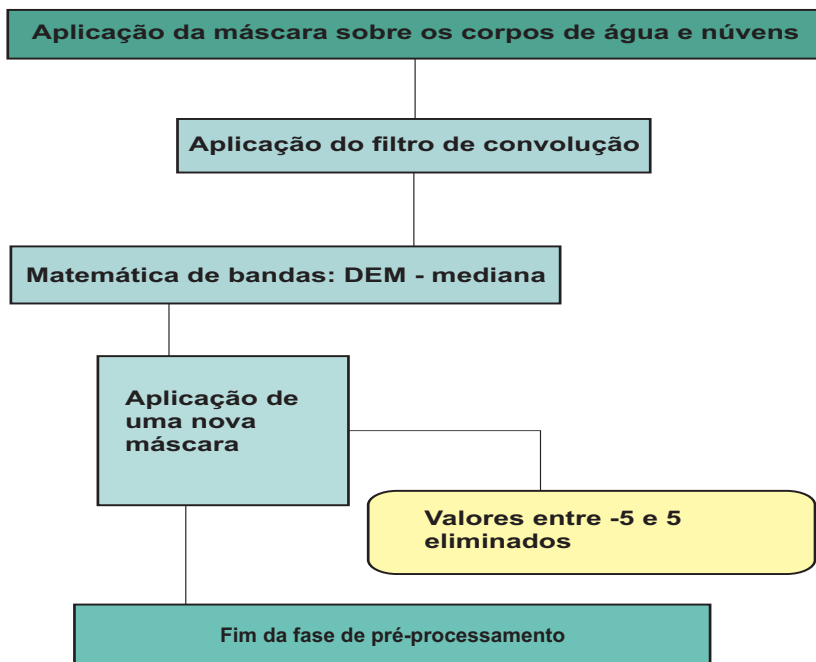 Aplicação da máscara sobre os corpos de água e núvens
Aplicação do filtro de convolução
Matemática de bandas: DEM - mediana
Aplicação de
uma nova
máscara
Valores entre -5 e 5
eliminados
Fim da fase de pré-processamento